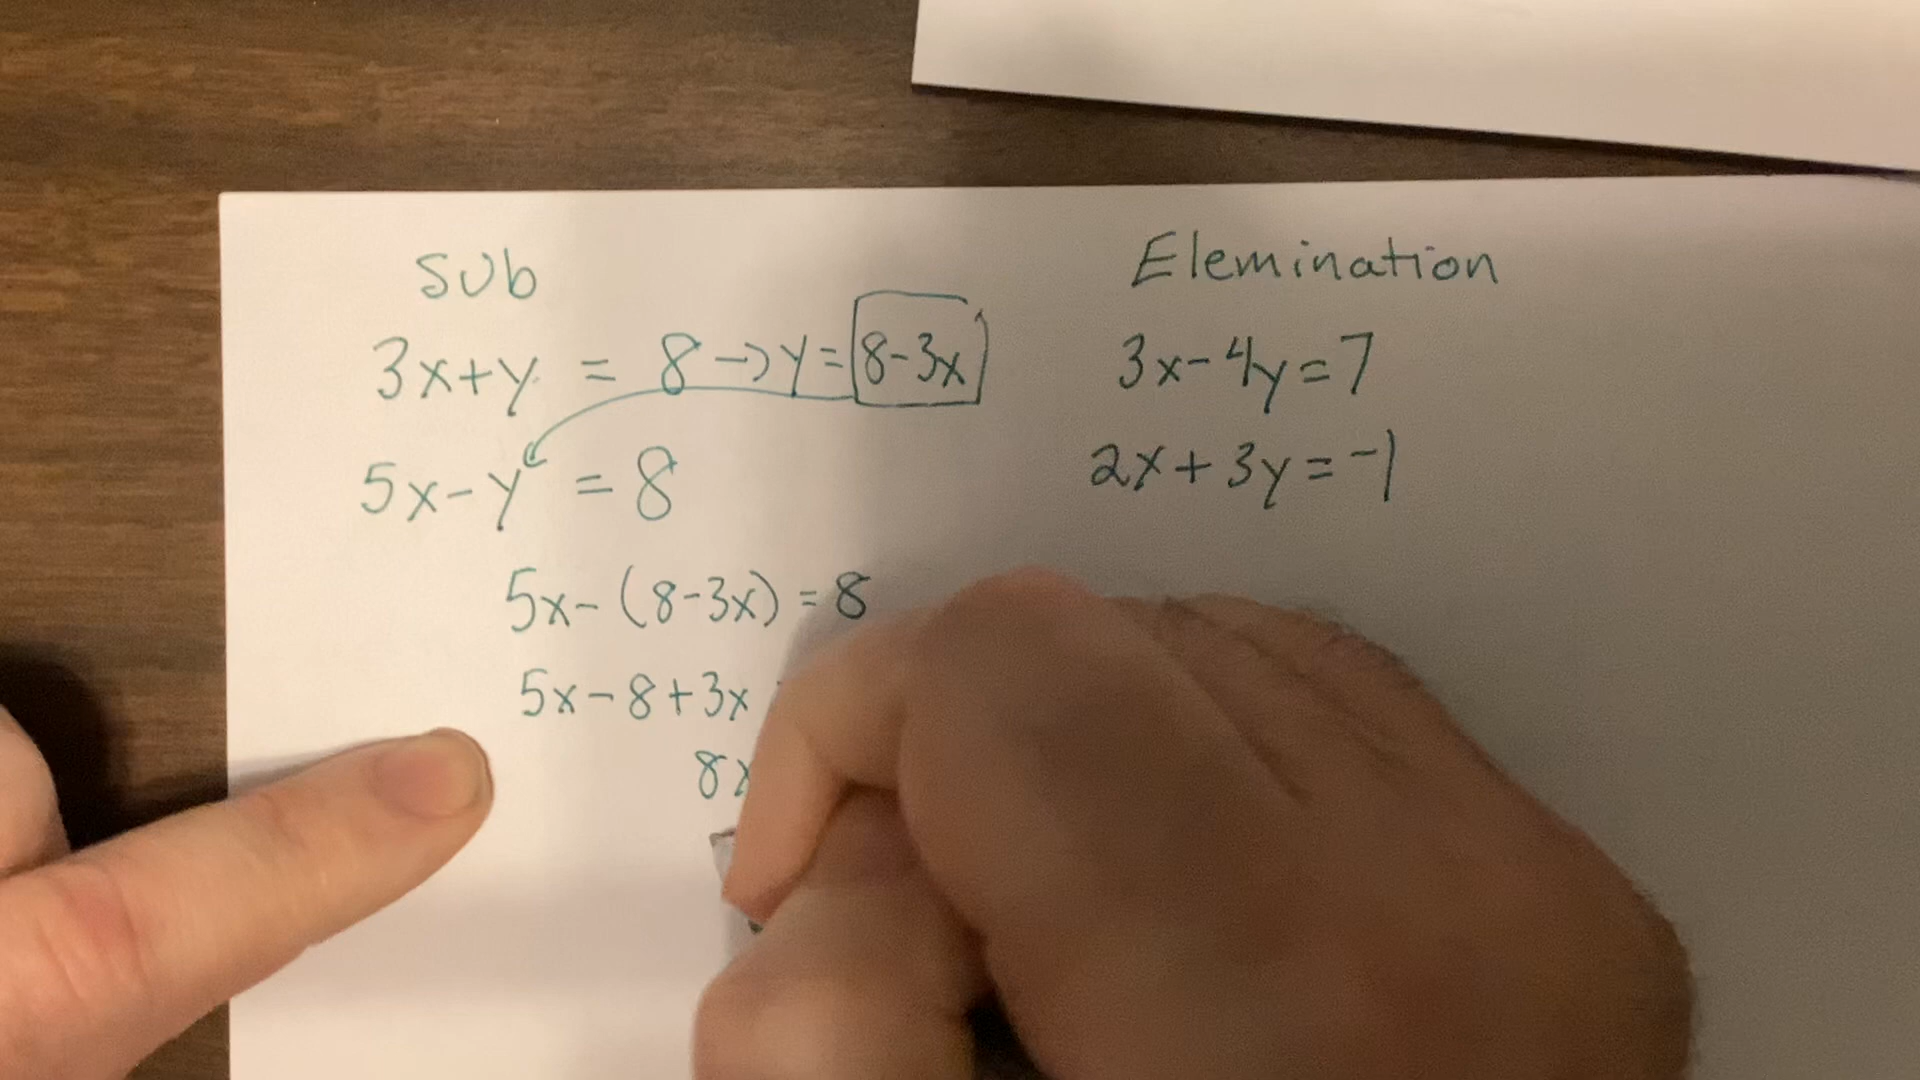 Sub
3x+y = 8 → y = 8-3x
5x-y = 8
5x-(8-3x) = 8
5x-8+3x
8x
Elemination
3x-4y=7
2x+3y=-1